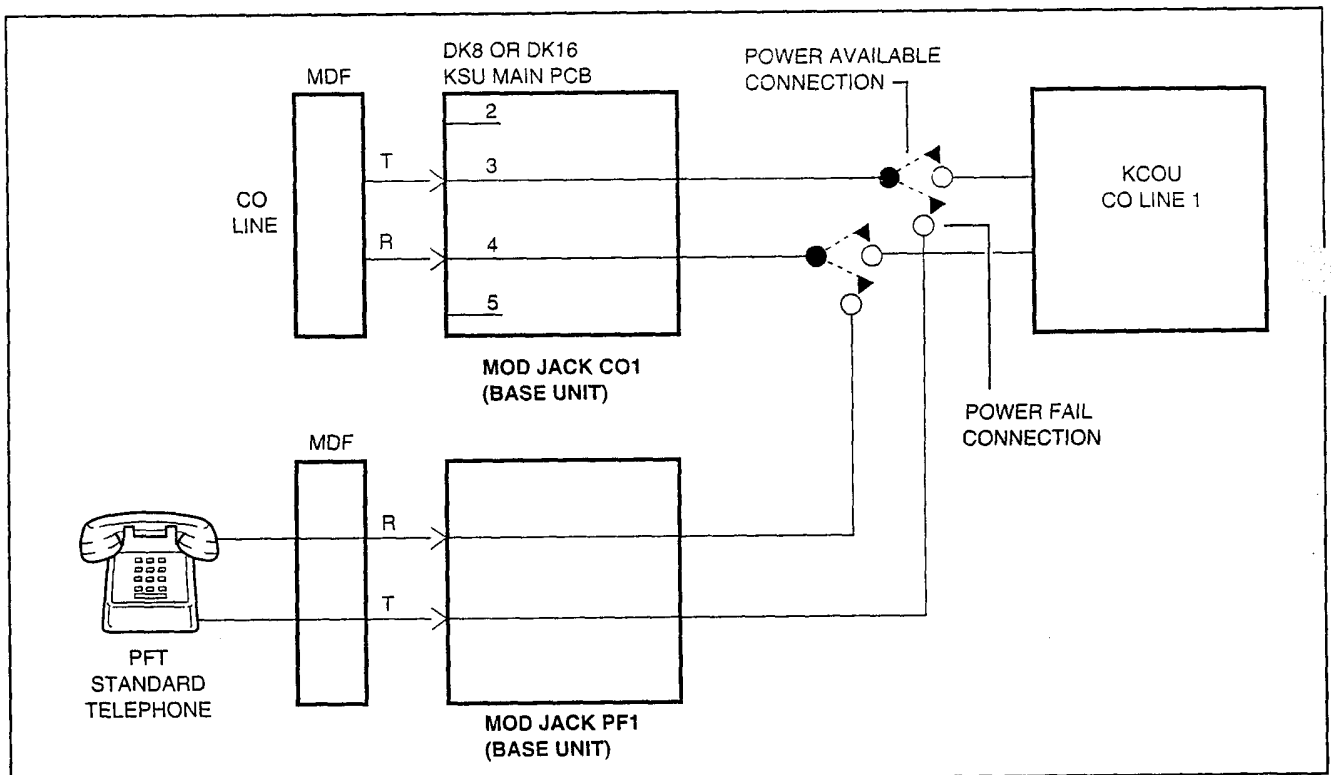 DK8 OR DK16
KSU MAIN PCB
MDF
POWER AVAILABLE
CONNECTION
2
T
3
CO
LINE
R
4
5
KCOU
CO LINE 1
MOD JACK CO1
(BASE UNIT)
POWER FAIL
CONNECTION
MDF
R
T
PFT
STANDARD
TELEPHONE
MOD JACK PF1
(BASE UNIT)